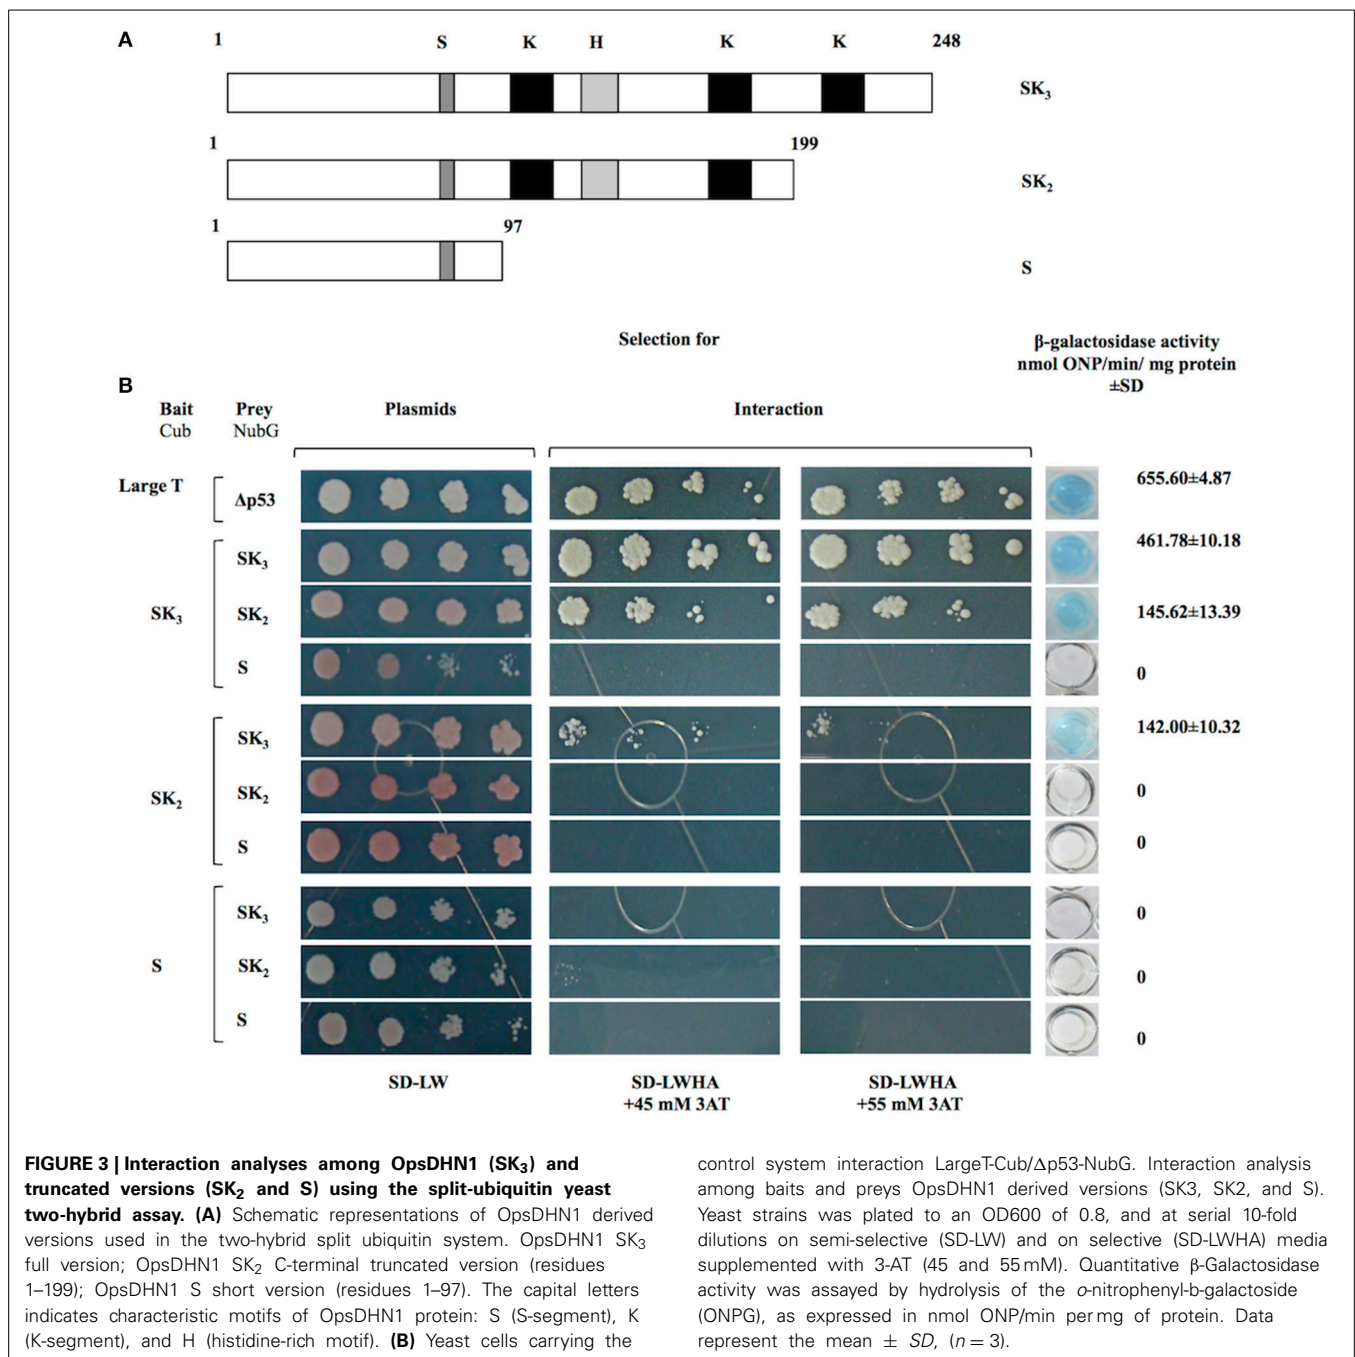 A
1 S K H K K 248
SK3
1 199
SK2
1 97
S
Selection for
β-galactosidase activity
nmol ONP/min/ mg protein
±SD
B
Bait Prey Plasmids Interaction
Cub NubG
Large T Δp53 655.60±4.87
SK3 461.78±10.18
SK3 SK2 145.62±13.39
S 0
SK3 142.00±10.32
SK2 SK2 0
S 0
SK3 0
S SK2 0
S 0
SD-LW SD-LWHA SD-LWHA
+45 mM 3AT +55 mM 3AT
FIGURE 3 | Interaction analyses among OpsDHN1 (SK3) and
truncated versions (SK2 and S) using the split-ubiquitin yeast
two-hybrid assay. (A) Schematic representations of OpsDHN1 derived
versions used in the two-hybrid split ubiquitin system. OpsDHN1 SK3
full version; OpsDHN1 SK2 C-terminal truncated version (residues
1–199); OpsDHN1 S short version (residues 1–97). The capital letters
indicates characteristic motifs of OpsDHN1 protein: S (S-segment), K
(K-segment), and H (histidine-rich motif). (B) Yeast cells carrying the
control system interaction LargeT-Cub/Δp53-NubG. Interaction analysis
among baits and preys OpsDHN1 derived versions (SK3, SK2, and S).
Yeast strains was plated to an OD600 of 0.8, and at serial 10-fold
dilutions on semi-selective (SD-LW) and on selective (SD-LWHA) media
supplemented with 3-AT (45 and 55 mM). Quantitative β-Galactosidase
activity was assayed by hydrolysis of the o-nitrophenyl-b-galactoside
(ONPG), as expressed in nmol ONP/min per mg of protein. Data
represent the mean ± SD, (n = 3).